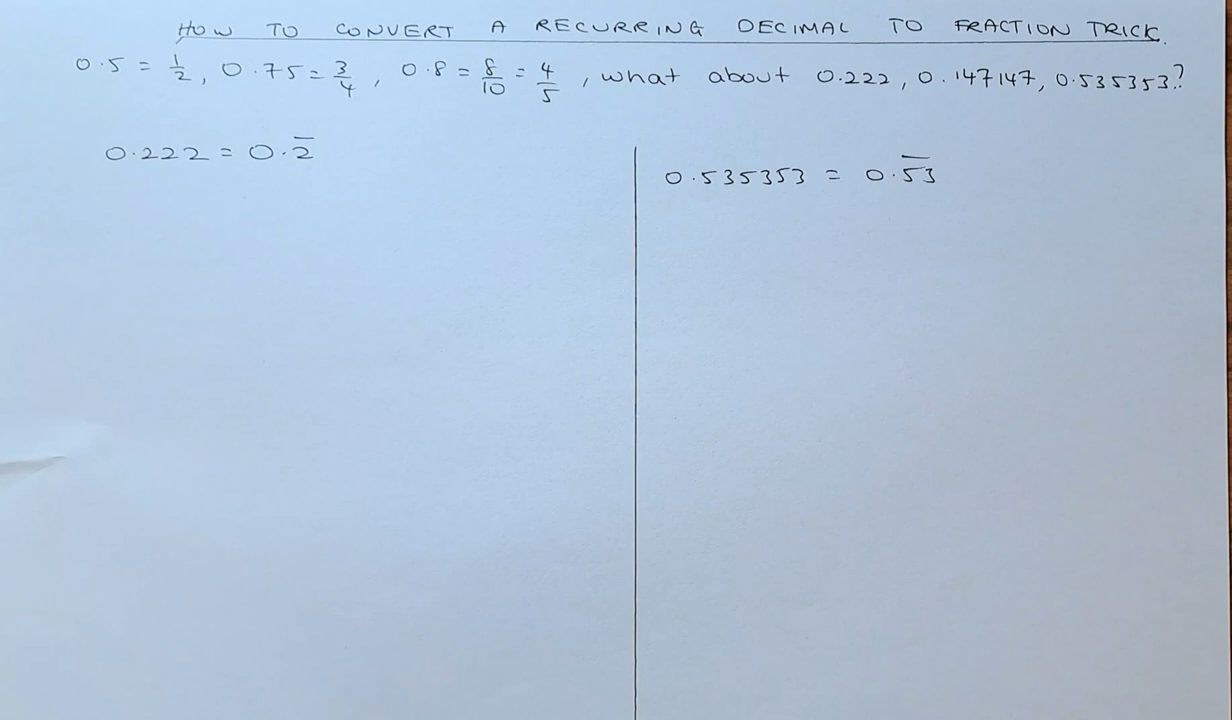 HOW TO CONVERT A RECURRING DECIMAL TO FRACTION TRICK.
0.5 = 1/2, 0.75 = 3/4, 0.8 = 8/10 = 4/5, what about 0.222, 0.147147, 0.535353.?
0.222 = 0.2̅
0.535353 = 0.5̅3̅